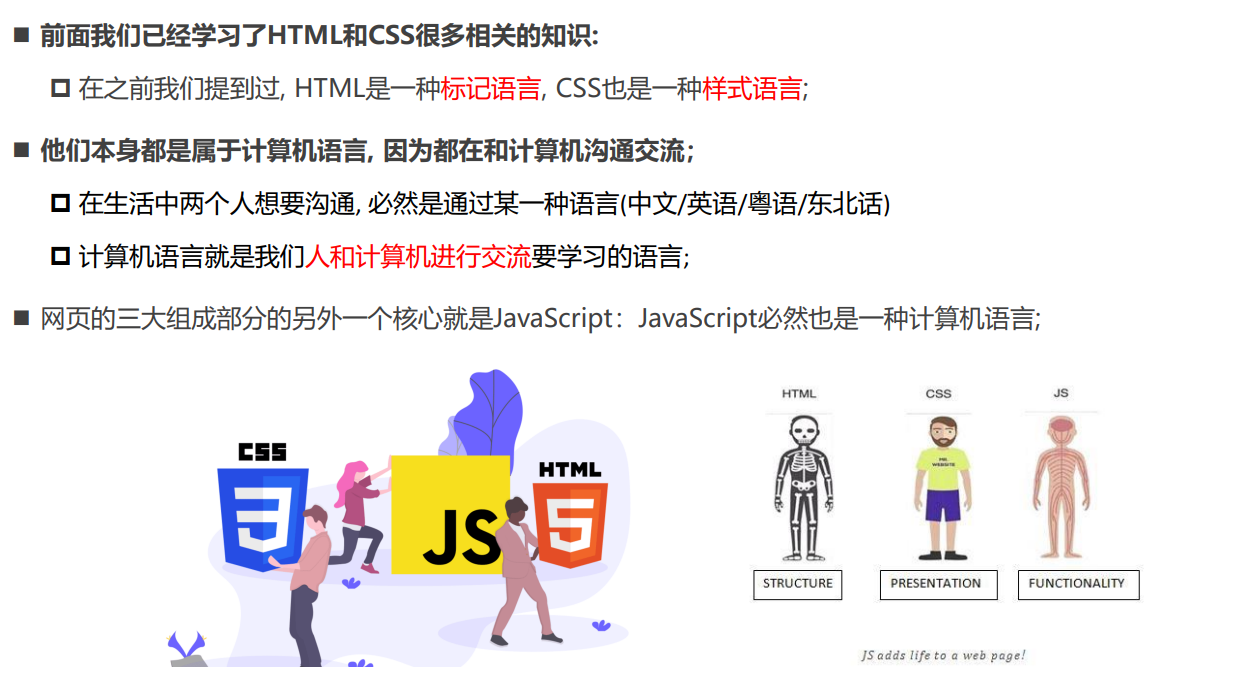 前面我们已经学习了HTML和CSS很多相关的知识:
在之前我们提到过, HTML是一种标记语言, CSS也是一种样式语言;
他们本身都是属于计算机语言, 因为都在和计算机沟通交流；
在生活中两个人想要沟通, 必然是通过某一种语言(中文/英语/粤语/东北话)
计算机语言就是我们人和计算机进行交流要学习的语言;
网页的三大组成部分的另外一个核心就是JavaScript：JavaScript必然也是一种计算机语言;
CSS
3
JS
HTML
5
HTML CSS JS
MR. WEBSITE
STRUCTURE PRESENTATION FUNCTIONALITY
JS adds life to a web page!